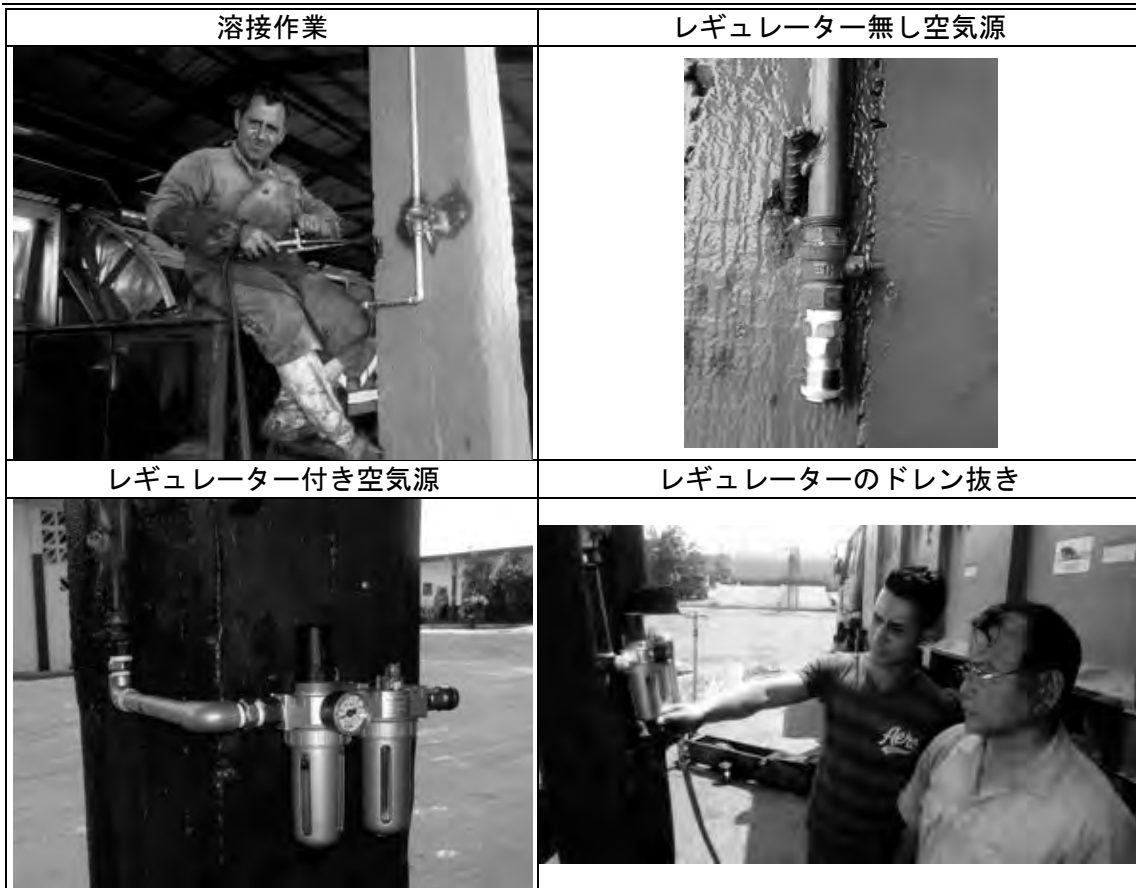 溶接作業
レギュレーター無し空気源
レギュレーター付き空気源
レギュレーターのドレン抜き
Aero